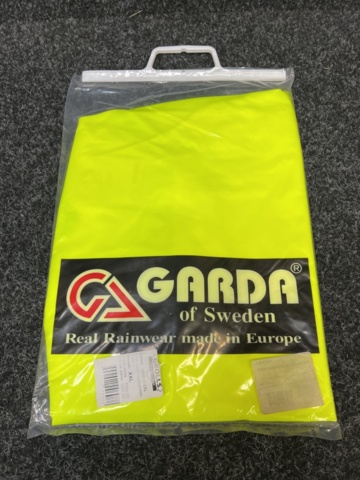 GARDA®
of Sweden
Real Rainwear made in Europe